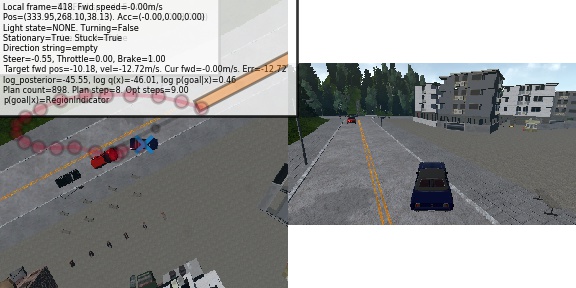 Local frame=418. Fwd speed=-0.00m/s
Pos=(333.95,268.10,38.13). Acc=(-0.00,0.00,0.00)
Light state=NONE. Turning=False
Stationary=True. Stuck=True
Direction string=empty
Steer=-0.55, Throttle=0.00, Brake=1.00
Target fwd pos=-10.18, vel=-12.72m/s. Cur fwd=-0.00m/s. Err=-12.72
log_posterior=-45.55, log q(x)=-46.01, log p(goal|x)=0.46
Plan count=898. Plan step=8. Opt steps=9.00
p(goal|x)=RegionIndicator